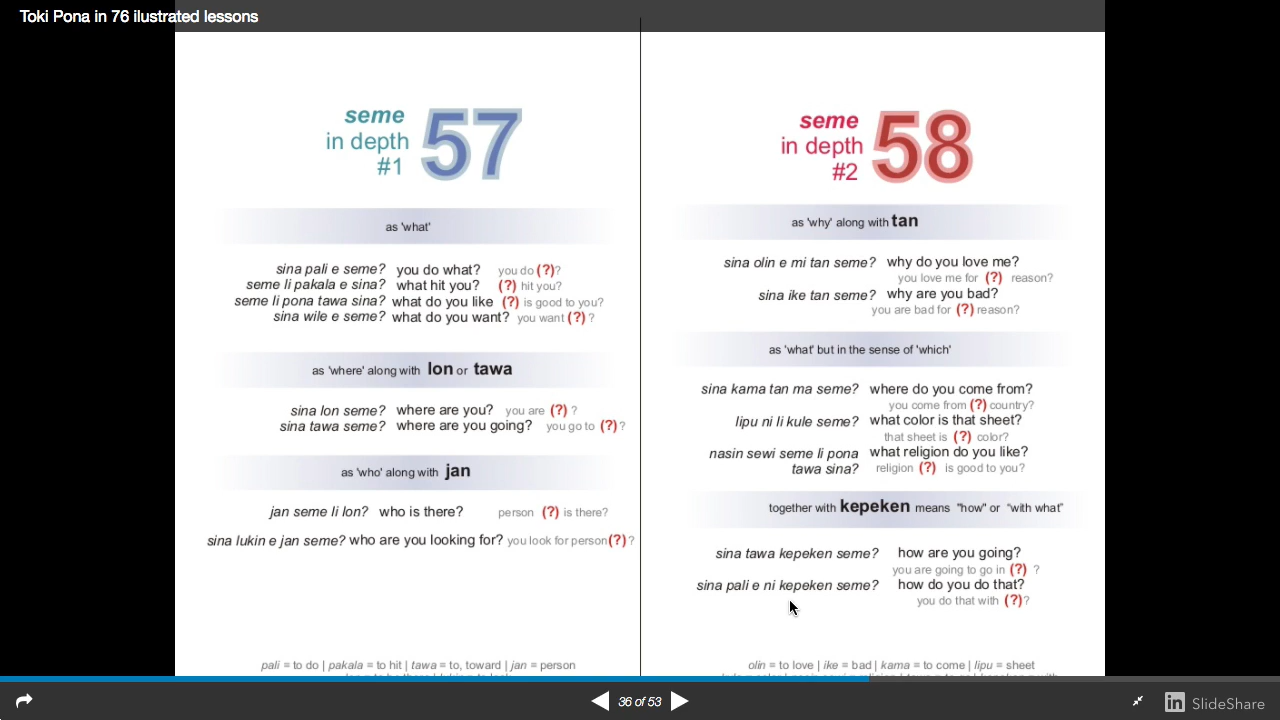 Toki Pona in 76 ilustrated lessons
seme
in depth
#1
57
as 'what'
sina pali e seme? you do what? you do (?)?
seme li pakala e sina? what hit you? (?) hit you?
seme li pona tawa sina? what do you like (?) is good to you?
sina wile e seme? what do you want? you want (?) ?
as 'where' along with lon or tawa
sina lon seme? where are you? you are (?) ?
sina tawa seme? where are you going? you go to (?) ?
as 'who' along with jan
jan seme li lon? who is there? person (?) is there?
sina lukin e jan seme? who are you looking for? you look for person (?) ?
pali = to do | pakala = to hit | tawa = to, toward | jan = person
seme
in depth
#2
58
as 'why' along with tan
sina olin e mi tan seme? why do you love me?
you love me for (?) reason?
sina ike tan seme? why are you bad?
you are bad for (?) reason?
as 'what' but in the sense of 'which'
sina kama tan ma seme? where do you come from?
you come from (?) country?
lipu ni li kule seme? what color is that sheet?
that sheet is (?) color?
nasin sewi seme li pona what religion do you like?
tawa sina? religion (?) is good to you?
together with kepeken means "how" or "with what"
sina tawa kepeken seme? how are you going?
you are going to go in (?) ?
sina pali e ni kepeken seme? how do you do that?
you do that with (?)?
olin = to love | ike = bad | kama = to come | lipu = sheet
36 of 53
in SlideShare